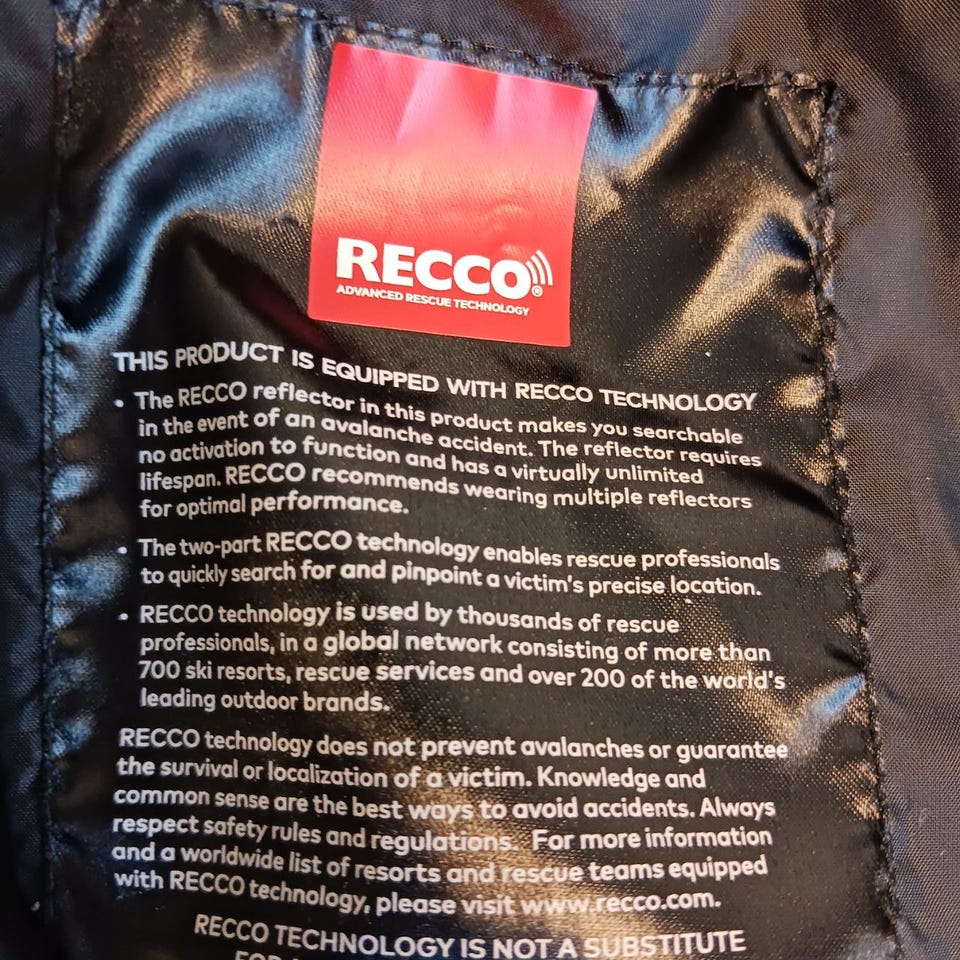 RECCO®
ADVANCED RESCUE TECHNOLOGY
THIS PRODUCT IS EQUIPPED WITH RECCO TECHNOLOGY
• The RECCO reflector in this product makes you searchable
in the event of an avalanche accident. The reflector requires
no activation to function and has a virtually unlimited
lifespan. RECCO recommends wearing multiple reflectors
for optimal performance.
• The two-part RECCO technology enables rescue professionals
to quickly search for and pinpoint a victim's precise location.
• RECCO technology is used by thousands of rescue
professionals, in a global network consisting of more than
700 ski resorts, rescue services and over 200 of the world's
leading outdoor brands.
RECCO technology does not prevent avalanches or guarantee
the survival or localization of a victim. Knowledge and
common sense are the best ways to avoid accidents. Always
respect safety rules and regulations. For more information
and a worldwide list of resorts and rescue teams equipped
with RECCO technology, please visit www.recco.com.
RECCO TECHNOLOGY IS NOT A SUBSTITUTE